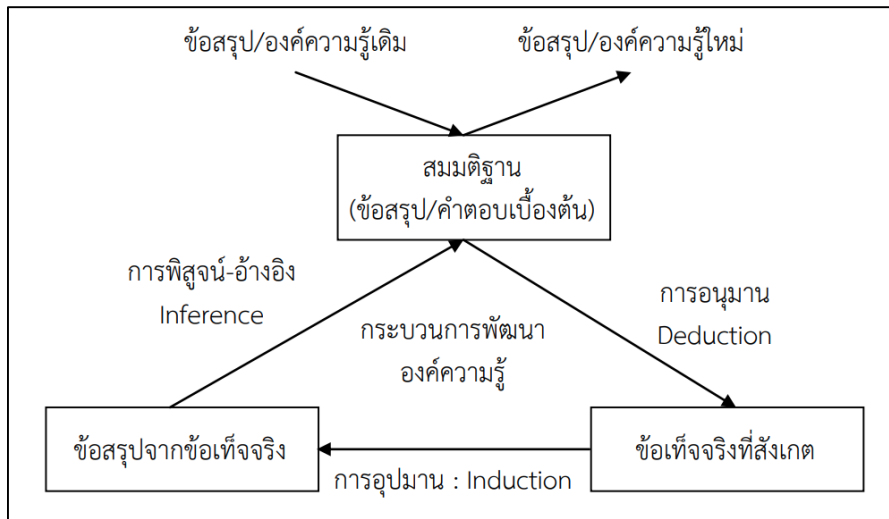 ข้อสรุป/องค์ความรู้เดิม
ข้อสรุป/องค์ความรู้ใหม่
สมมติฐาน
(ข้อสรุป/คำตอบเบื้องต้น)
การพิสูจน์-อ้างอิง
Inference
การอนุมาน
Deduction
กระบวนการพัฒนา
องค์ความรู้
ข้อสรุปจากข้อเท็จจริง
ข้อเท็จจริงที่สังเกต
การอุปมาน : Induction